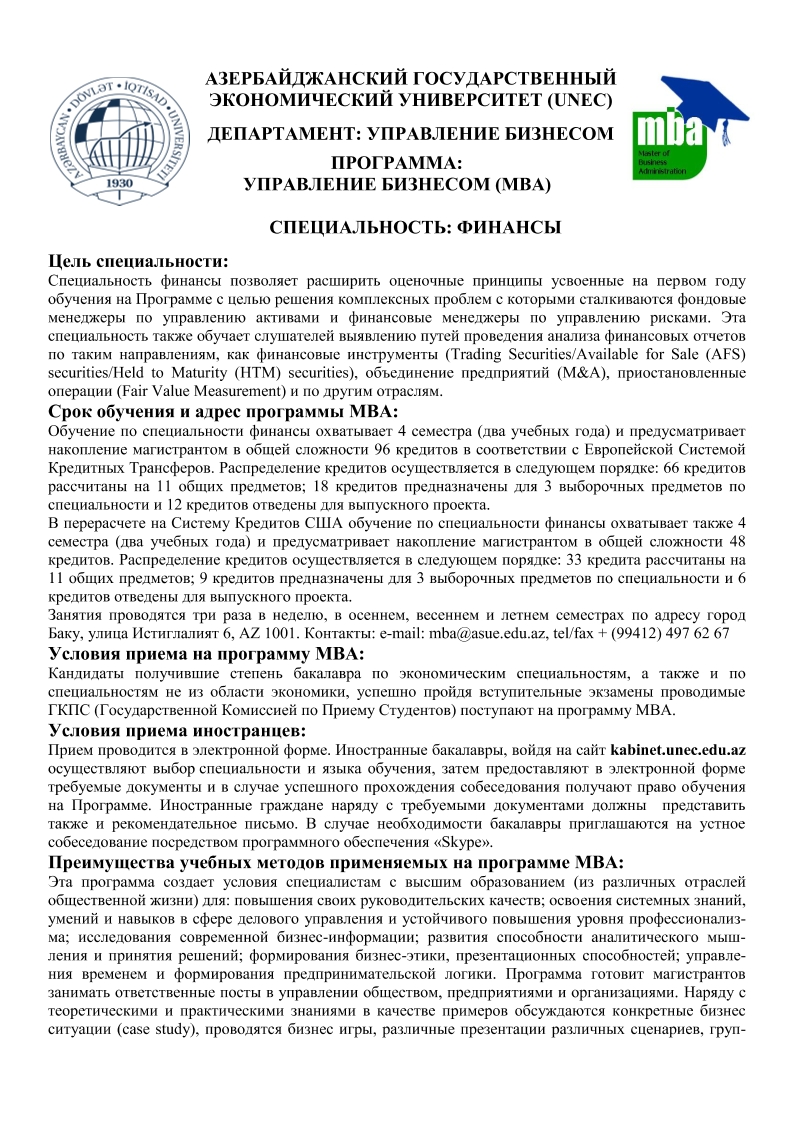 АЗЕРБАЙДЖАНСКИЙ ГОСУДАРСТВЕННЫЙ
ЭКОНОМИЧЕСКИЙ УНИВЕРСИТЕТ (UNEC)
ДЕПАРТАМЕНТ: УПРАВЛЕНИЕ БИЗНЕСОМ
ПРОГРАММА:
УПРАВЛЕНИЕ БИЗНЕСОМ (MBA)
AZƏRBAYCAN • DÖVLƏT • İQTİSAD • UNİVERSİTETİ
1930
mba
Master of
Business
Administration
СПЕЦИАЛЬНОСТЬ: ФИНАНСЫ
Цель специальности:
Специальность финансы позволяет расширить оценочные принципы усвоенные на первом году
обучения на Программе с целью решения комплексных проблем с которыми сталкиваются фондовые
менеджеры по управлению активами и финансовые менеджеры по управлению рисками. Эта
специальность также обучает слушателей выявлению путей проведения анализа финансовых отчетов
по таким направлениям, как финансовые инструменты (Trading Securities/Available for Sale (AFS)
securities/Held to Maturity (HTM) securities), объединение предприятий (M&A), приостановленные
операции (Fair Value Measurement) и по другим отраслям.
Срок обучения и адрес программы MBA:
Обучение по специальности финансы охватывает 4 семестра (два учебных года) и предусматривает
накопление магистрантом в общей сложности 96 кредитов в соответствии с Европейской Системой
Кредитных Трансферов. Распределение кредитов осуществляется в следующем порядке: 66 кредитов
рассчитаны на 11 общих предметов; 18 кредитов предназначены для 3 выборочных предметов по
специальности и 12 кредитов отведены для выпускного проекта.
В перерасчете на Систему Кредитов США обучение по специальности финансы охватывает также 4
семестра (два учебных года) и предусматривает накопление магистрантом в общей сложности 48
кредитов. Распределение кредитов осуществляется в следующем порядке: 33 кредита рассчитаны на
11 общих предметов; 9 кредитов предназначены для 3 выборочных предметов по специальности и 6
кредитов отведены для выпускного проекта.
Занятия проводятся три раза в неделю, в осеннем, весеннем и летнем семестрах по адресу город
Баку, улица Истиглалият 6, AZ 1001. Контакты: e-mail: mba@asue.edu.az, tel/fax + (99412) 497 62 67
Условия приема на программу MBA:
Кандидаты получившие степень бакалавра по экономическим специальностям, а также и по
специальностям не из области экономики, успешно пройдя вступительные экзамены проводимые
ГКПС (Государственной Комиссией по Приему Студентов) поступают на программу MBA.
Условия приема иностранцев:
Прием проводится в электронной форме. Иностранные бакалавры, войдя на сайт kabinet.unec.edu.az
осуществляют выбор специальности и языка обучения, затем предоставляют в электронной форме
требуемые документы и в случае успешного прохождения собеседования получают право обучения
на Программе. Иностранные граждане наряду с требуемыми документами должны представить
также и рекомендательное письмо. В случае необходимости бакалавры приглашаются на устное
собеседование посредством программного обеспечения «Skype».
Преимущества учебных методов применяемых на программе MBA:
Эта программа создает условия специалистам с высшим образованием (из различных отраслей
общественной жизни) для: повышения своих руководительских качеств; освоения системных знаний,
умений и навыков в сфере делового управления и устойчивого повышения уровня профессионализ-
ма; исследования современной бизнес-информации; развития способности аналитического мыш-
ления и принятия решений; формирования бизнес-этики, презентационных способностей; управле-
ния временем и формирования предпринимательской логики. Программа готовит магистрантов
занимать ответственные посты в управлении обществом, предприятиями и организациями. Наряду с
теоретическими и практическими знаниями в качестве примеров обсуждаются конкретные бизнес
ситуации (case study), проводятся бизнес игры, различные презентации различных сценариев, груп-